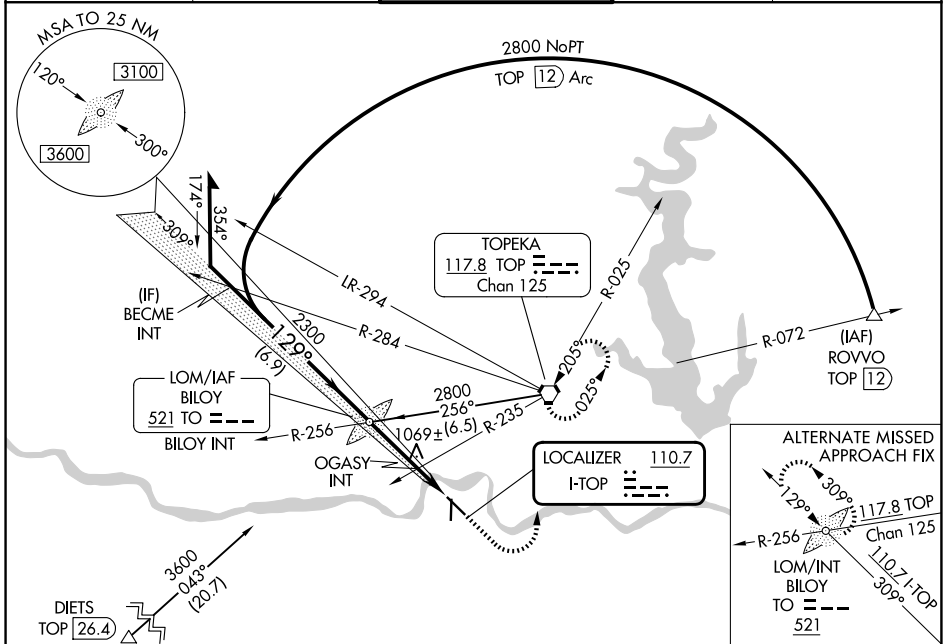 MSA TO 25 NM
120°
3100
3600
300°
2800 NoPT
TOP 12 Arc
174°
354°
309°
(IF)
BECME
INT
LR-294
R-284
2300
129°
(6.9)
TOPEKA
117.8 TOP
Chan 125
R-025
R-072
(IAF)
ROVVO
TOP 12
205°
025°
LOM/IAF
BILOY
521 TO
BILOY INT
R-256
2800
256°
(6.5)
R-235
1069±
OGASY
INT
LOCALIZER 110.7
I-TOP
3600
043°
(20.7)
DIETS
TOP 26.4
ALTERNATE MISSED
APPROACH FIX
129°
309°
117.8 TOP
Chan 125
R-256
110.7 I-TOP
309°
LOM/INT
BILOY
TO
521